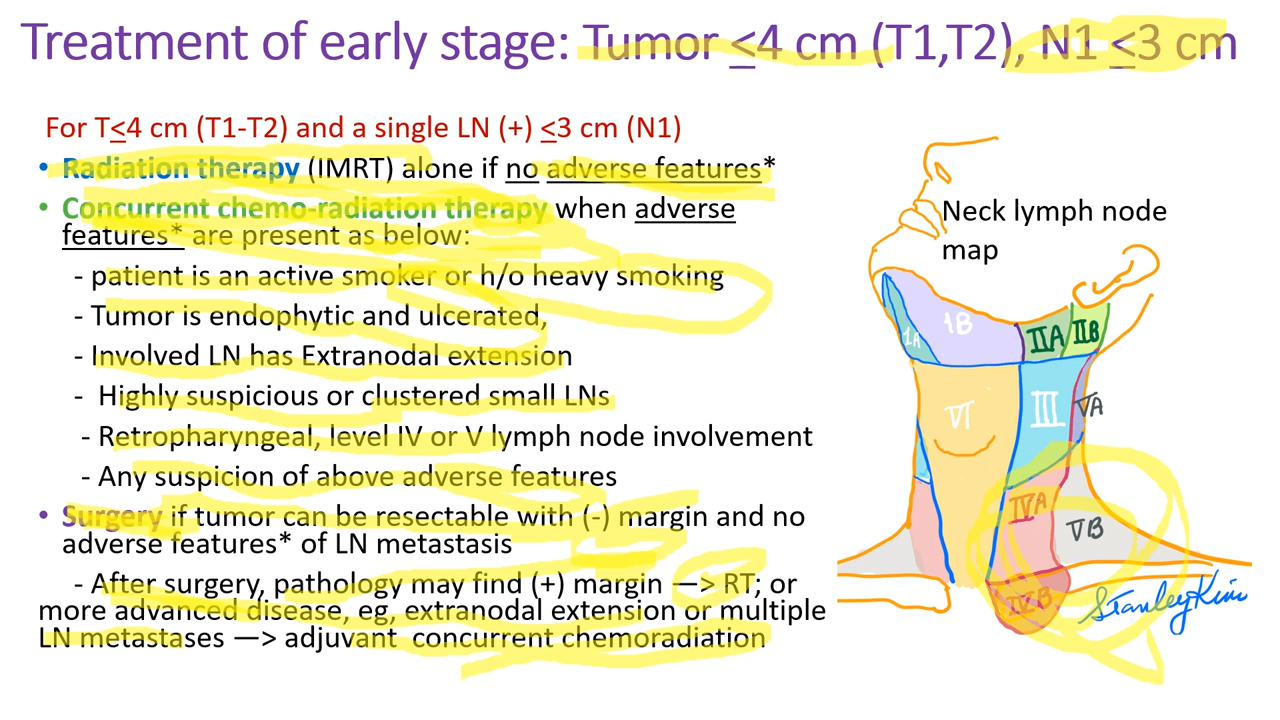 Treatment of early stage: Tumor <4 cm (T1,T2), N1 <3 cm
For T<4 cm (T1-T2) and a single LN (+) <3 cm (N1)
• Radiation therapy (IMRT) alone if no adverse features*
• Concurrent chemo-radiation therapy when adverse
features* are present as below:
- patient is an active smoker or h/o heavy smoking
- Tumor is endophytic and ulcerated,
- Involved LN has Extranodal extension
- Highly suspicious or clustered small LNs
- Retropharyngeal, level IV or V lymph node involvement
- Any suspicion of above adverse features
• Surgery if tumor can be resectable with (-) margin and no
adverse features* of LN metastasis
- After surgery, pathology may find (+) margin —> RT; or
more advanced disease, eg, extranodal extension or multiple
LN metastases —> adjuvant concurrent chemoradiation
Neck lymph node
map
1A
1B
IIA
IIB
VI
III
VA
IVA
VB
IVB
StanleyKim